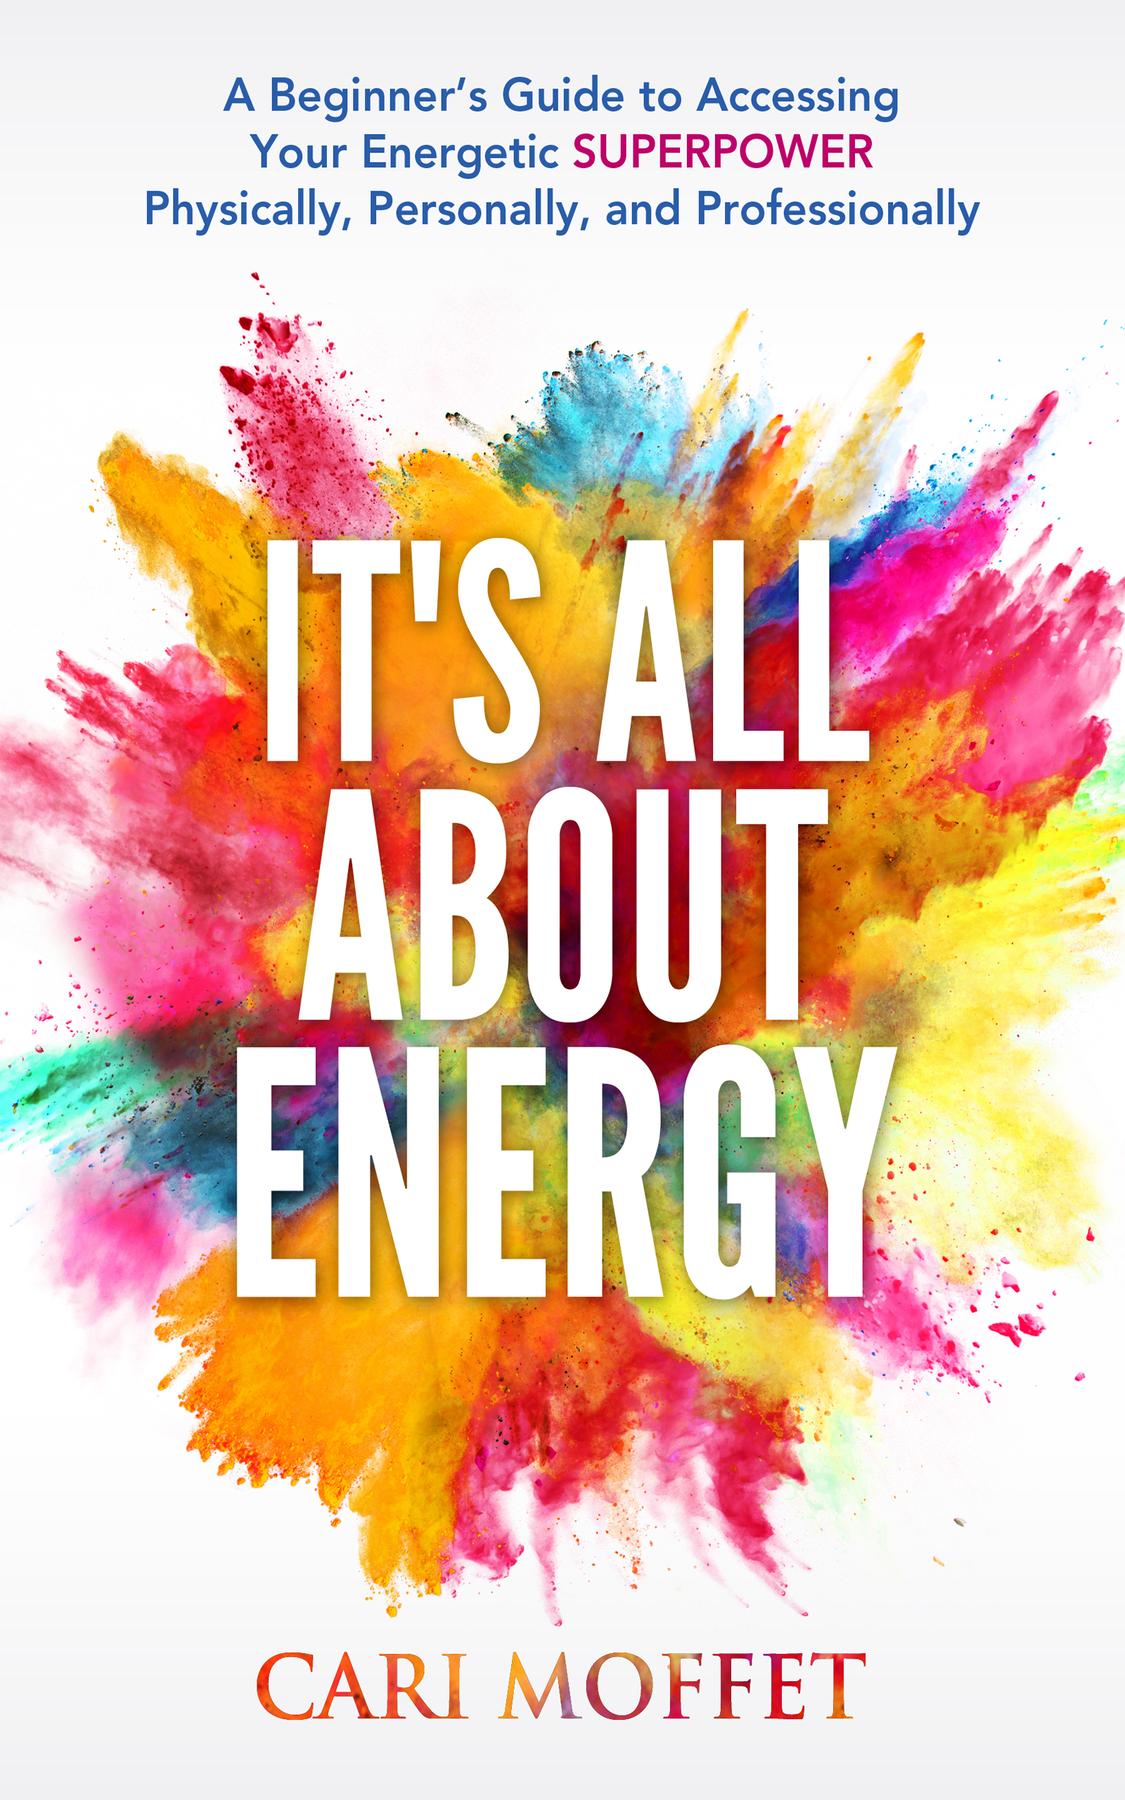 A Beginner’s Guide to Accessing
Your Energetic SUPERPOWER
Physically, Personally, and Professionally
IT'S ALL
ABOUT
ENERGY
CARI MOFFET